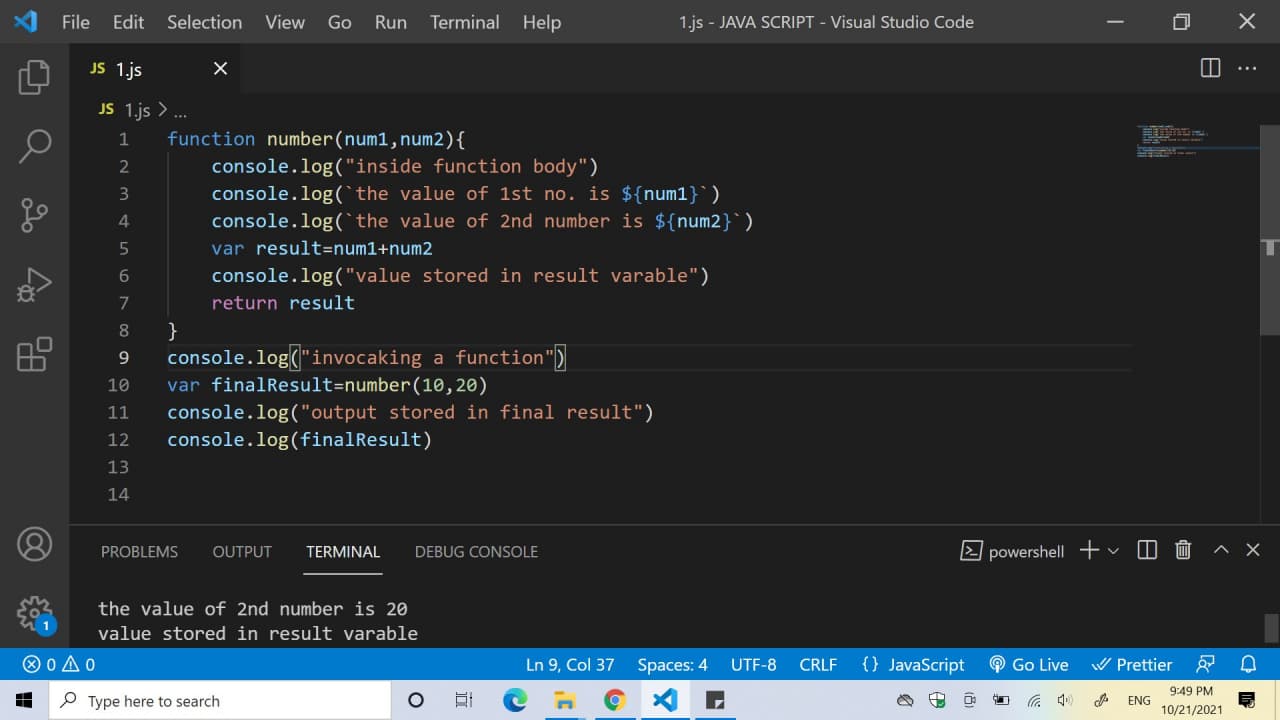 File Edit Selection View Go Run Terminal Help 1.js - JAVA SCRIPT - Visual Studio Code
JS 1.js
JS 1.js > ...
1 function number(num1,num2){
2 console.log("inside function body")
3 console.log(`the value of 1st no. is ${num1}`)
4 console.log(`the value of 2nd number is ${num2}`)
5 var result=num1+num2
6 console.log("value stored in result varable")
7 return result
8 }
9 console.log("invocaking a function")
10 var finalResult=number(10,20)
11 console.log("output stored in final result")
12 console.log(finalResult)
13
14
PROBLEMS OUTPUT TERMINAL DEBUG CONSOLE powershell
the value of 2nd number is 20
value stored in result varable
1
0 0 Ln 9, Col 37 Spaces: 4 UTF-8 CRLF {} JavaScript Go Live Prettier
Type here to search ENG 9:49 PM
10/21/2021